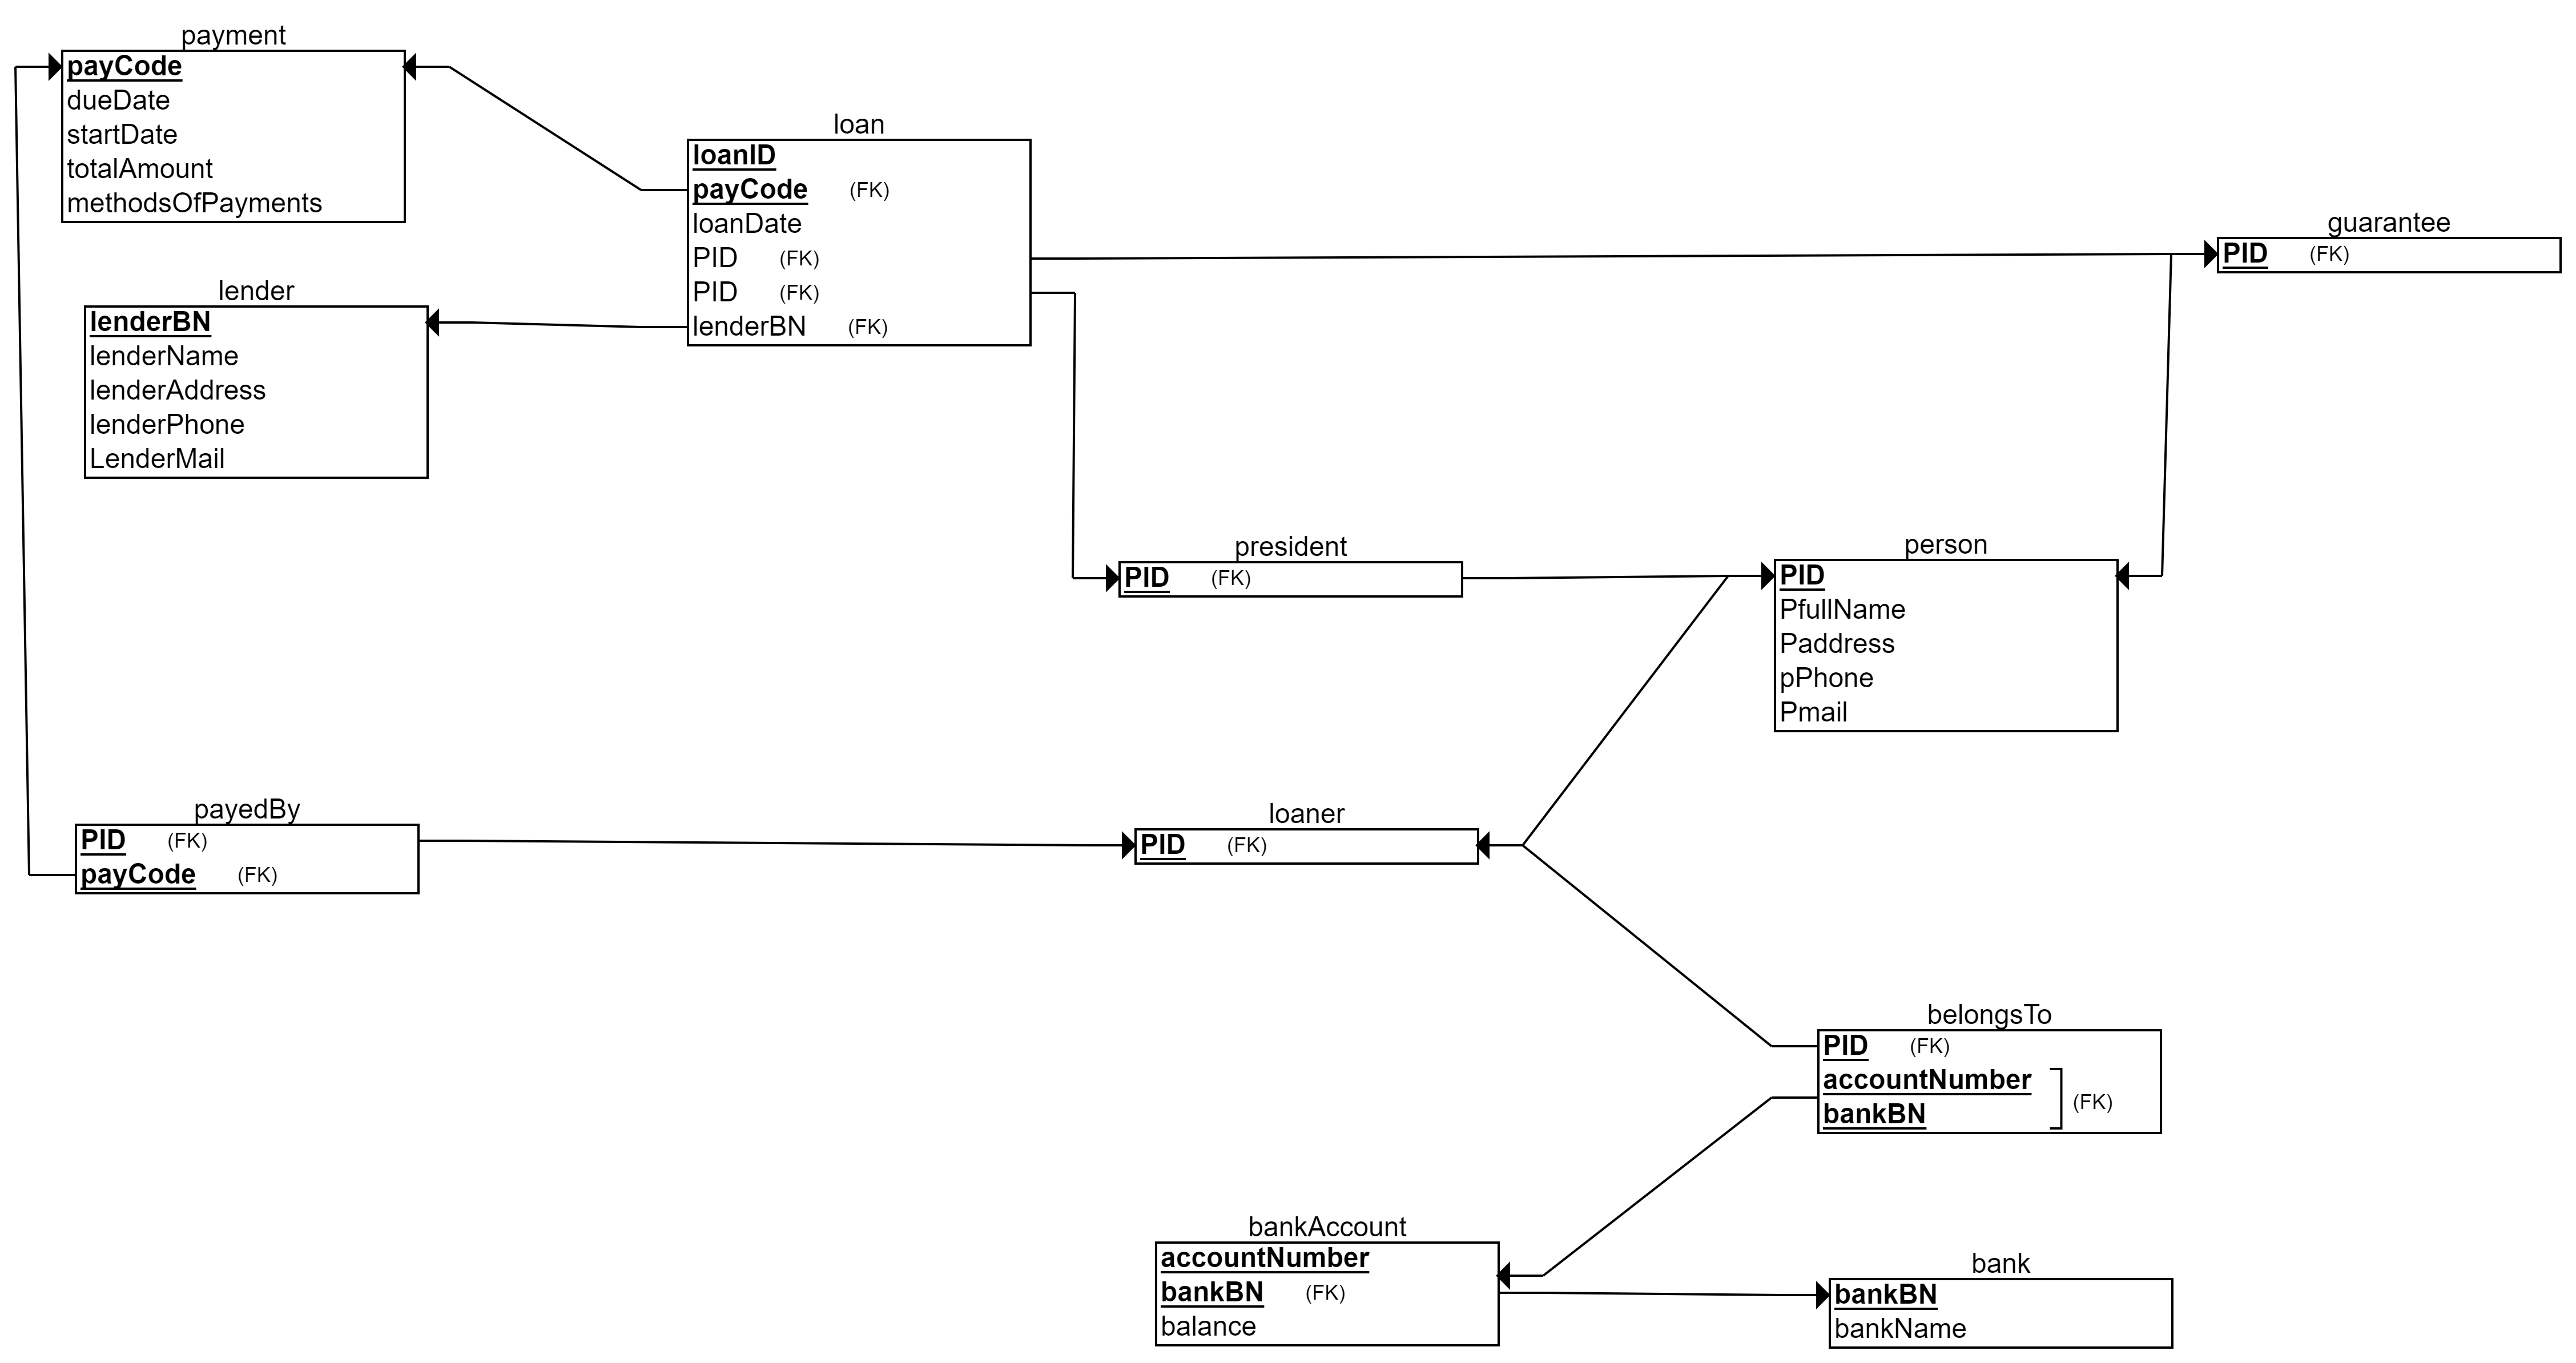 payment
payCode
dueDate
startDate
totalAmount
methodsOfPayments
loan
loanID
payCode (FK)
loanDate
PID (FK)
PID (FK)
lenderBN (FK)
guarantee
PID (FK)
lender
lenderBN
lenderName
lenderAddress
lenderPhone
LenderMail
president
PID (FK)
person
PID
PfullName
Paddress
pPhone
Pmail
payedBy
PID (FK)
payCode (FK)
loaner
PID (FK)
belongsTo
PID (FK)
accountNumber
bankBN
(FK)
bankAccount
accountNumber
bankBN (FK)
balance
bank
bankBN
bankName